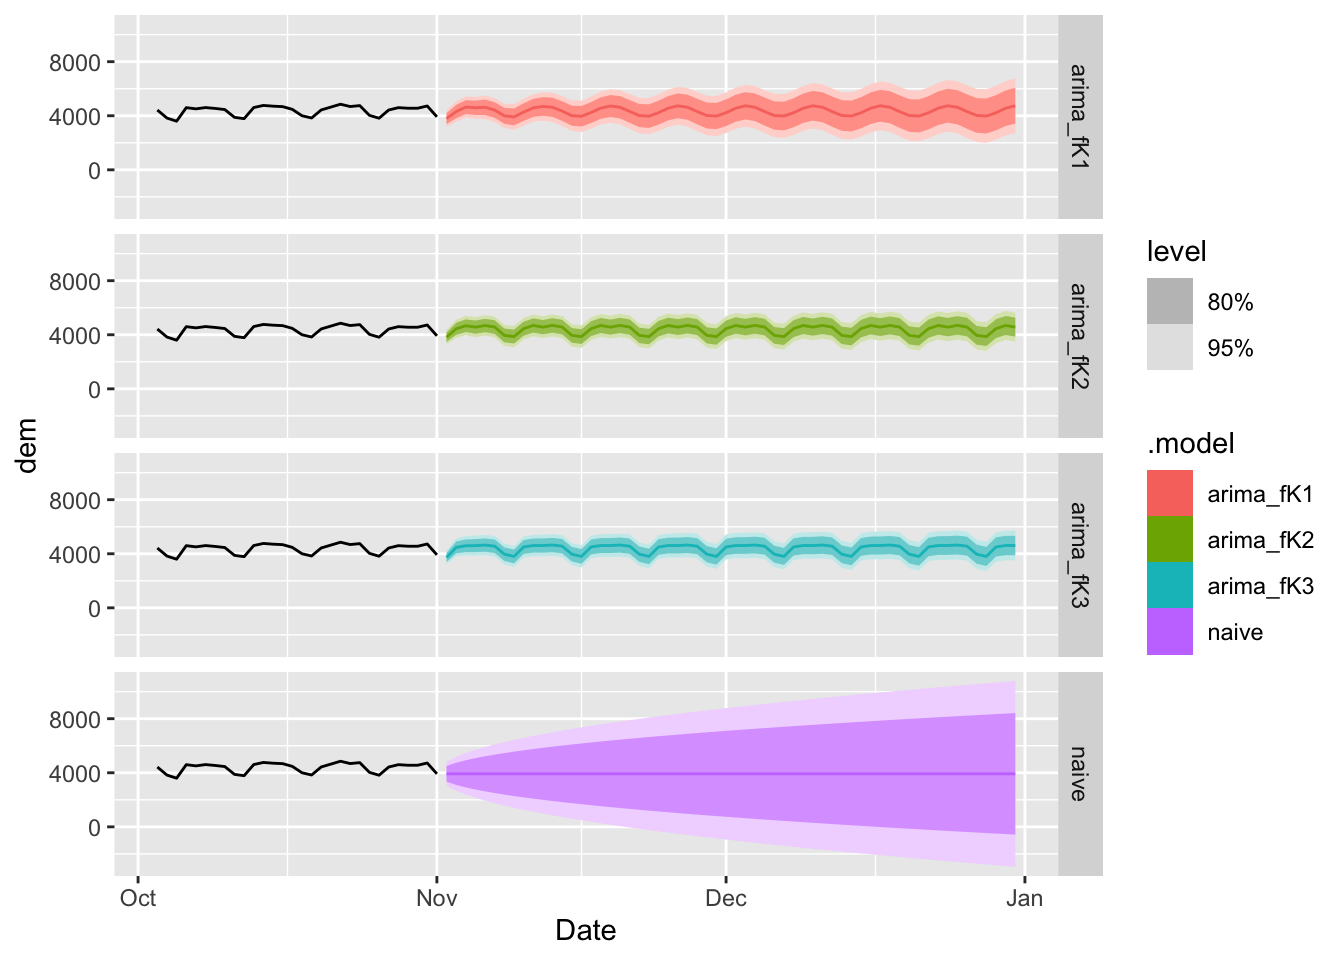 dem
8000
4000
0
arima_fK1
8000
4000
0
arima_fK2
8000
4000
0
arima_fK3
8000
4000
0
naive
Oct Nov Dec Jan
Date
level
80%
95%
.model
arima_fK1
arima_fK2
arima_fK3
naive